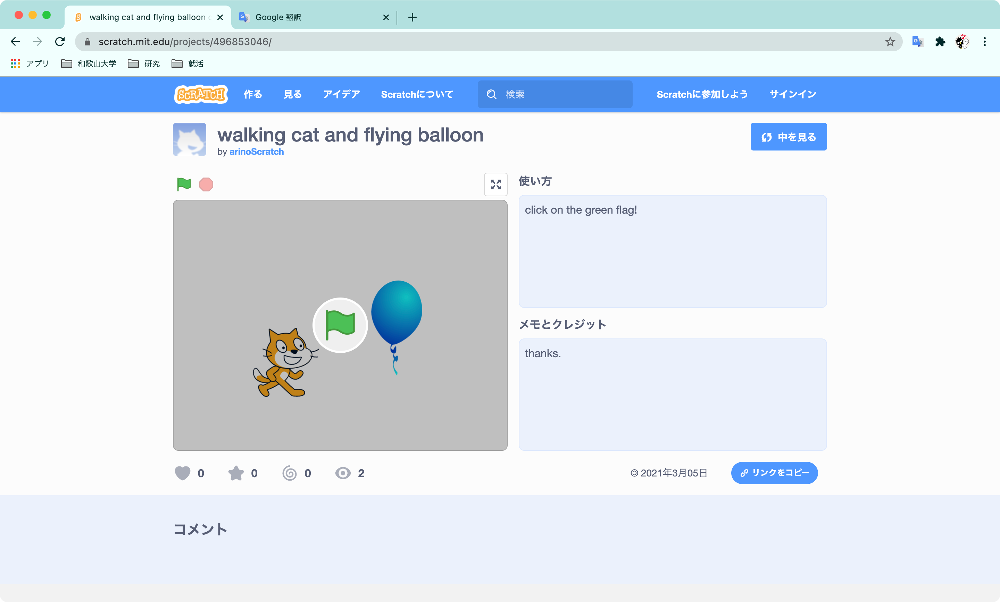 walking cat and flying balloon
Google 翻訳
scratch.mit.edu/projects/496853046/
アプリ
和歌山大学
研究
就活
SCRATCH
作る
見る
アイデア
Scratchについて
検索
Scratchに参加しよう
サインイン
walking cat and flying balloon
by arinoScratch
中を見る
使い方
click on the green flag!
メモとクレジット
thanks.
0
0
0
2
2021年3月05日
リンクをコピー
コメント